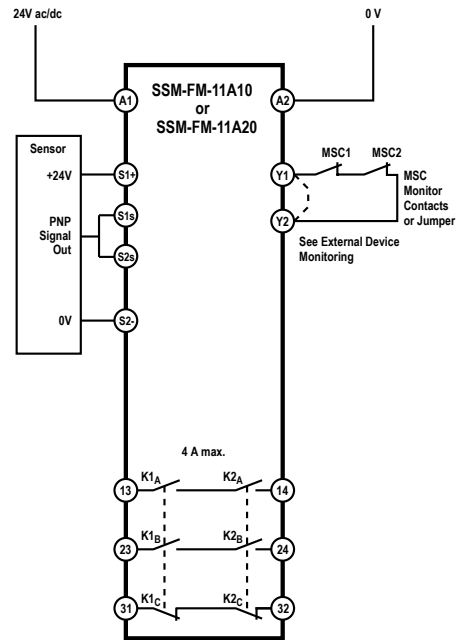 24V ac/dc
0 V
SSM-FM-11A10
or
SSM-FM-11A20
A1
A2
Sensor
+24V
S1+
PNP
Signal
Out
S1s
S2s
0V
S2-
Y1
MSC1
MSC2
MSC
Monitor
Contacts
or Jumper
Y2
See External Device
Monitoring
4 A max.
13
K1A
K2A
14
23
K1B
K2B
24
31
K1C
K2C
32